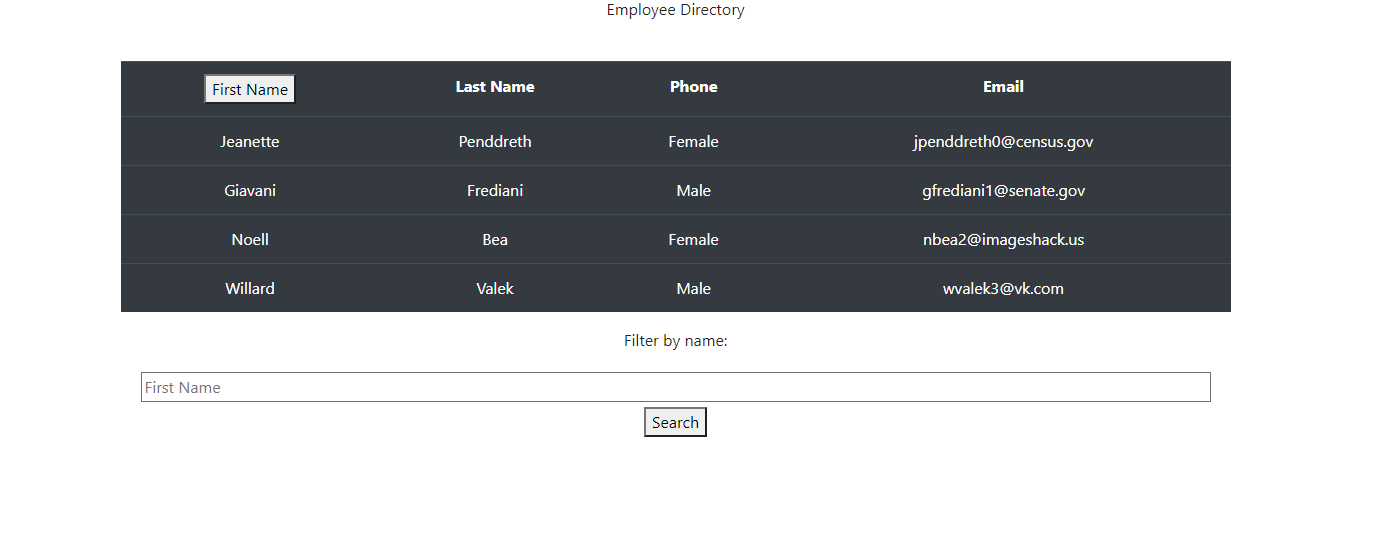 Employee Directory
First Name Last Name Phone Email
Jeanette Penddreth Female jpenddreth0@census.gov
Giavani Frediani Male gfrediani1@senate.gov
Noell Bea Female nbea2@imageshack.us
Willard Valek Male wvalek3@vk.com
Filter by name:
First Name
Search